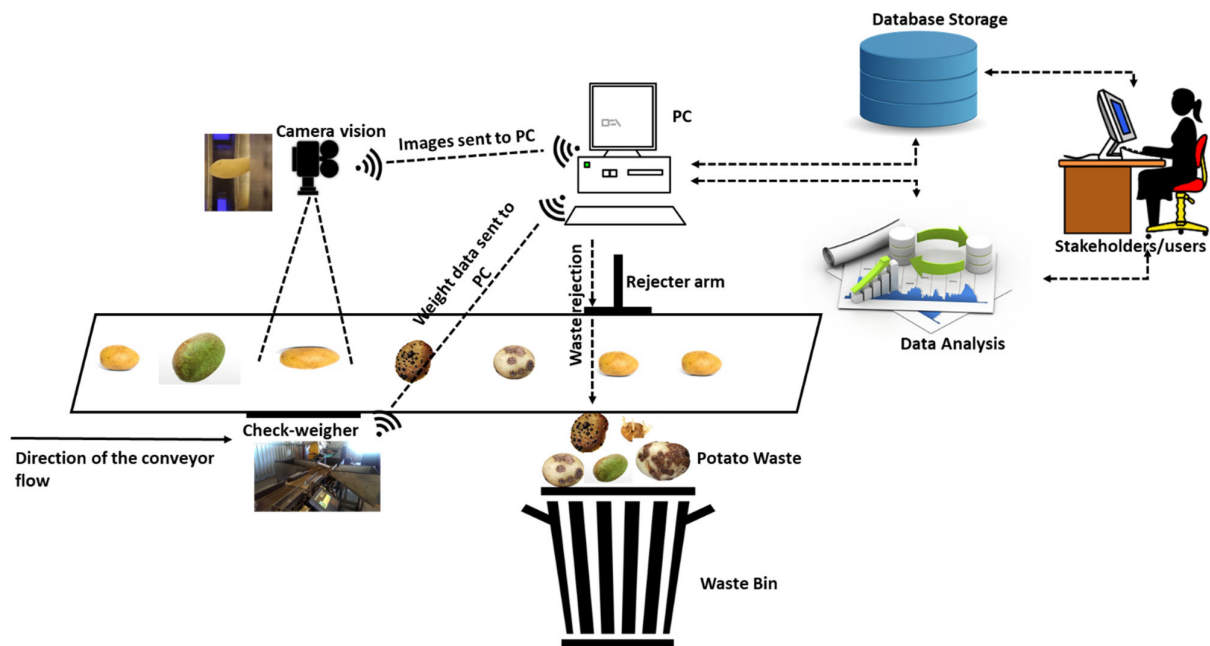 Database Storage
Camera vision
Images sent to PC
PC
Weight data sent to
PC
Waste rejection
Rejecter arm
Stakeholders/users
Data Analysis
Check-weigher
Direction of the conveyor
flow
Potato Waste
Waste Bin